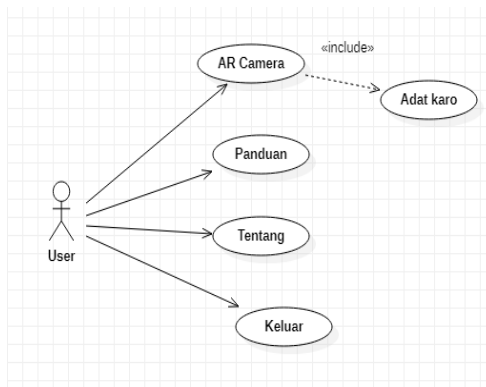 «include»
AR Camera
Adat karo
Panduan
User
Tentang
Keluar